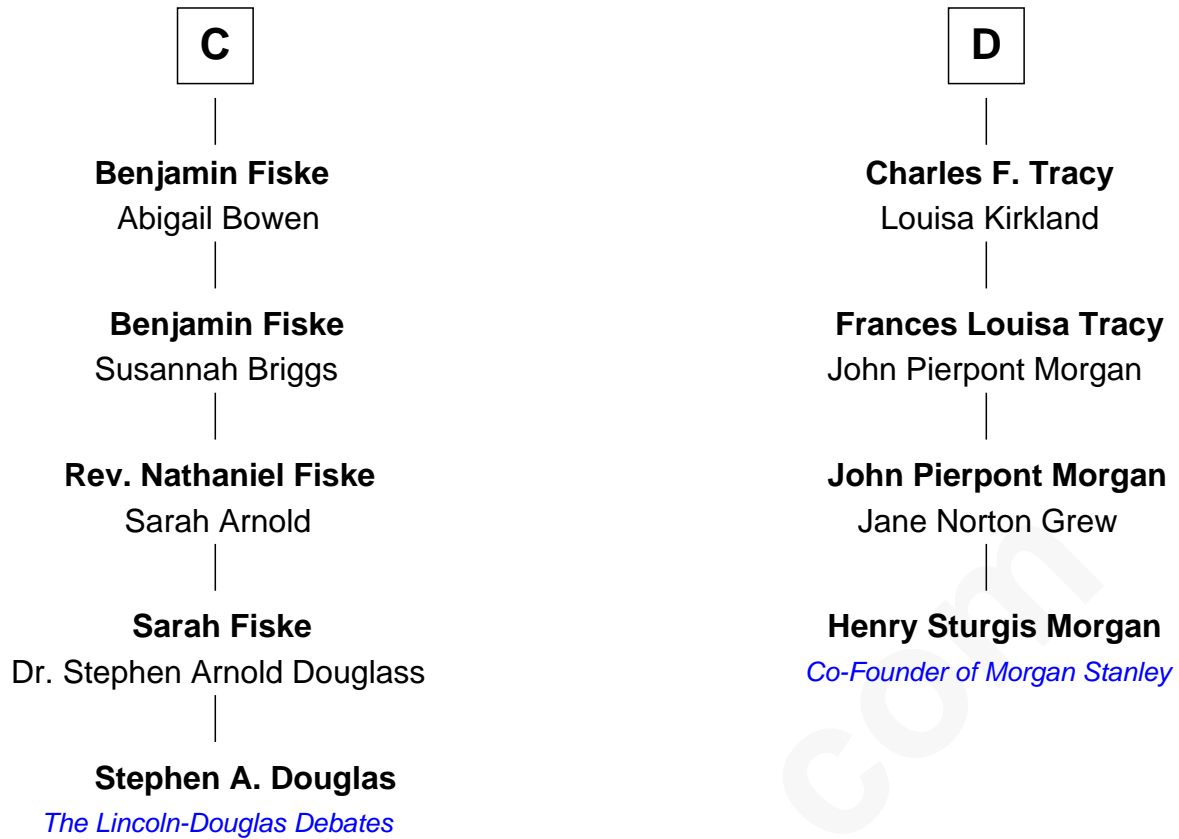 C
Benjamin Fiske
Abigail Bowen
Benjamin Fiske
Susannah Briggs
Rev. Nathaniel Fiske
Sarah Arnold
Sarah Fiske
Dr. Stephen Arnold Douglass
Stephen A. Douglas
The Lincoln-Douglas Debates
D
Charles F. Tracy
Louisa Kirkland
Frances Louisa Tracy
John Pierpont Morgan
John Pierpont Morgan
Jane Norton Grew
Henry Sturgis Morgan
Co-Founder of Morgan Stanley
com